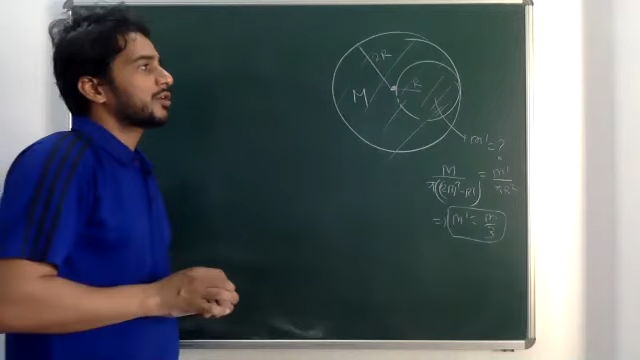 2R
R
M
m' = ?
M / π((2R)² - R²) = m' / πR²
⇒ m' = m/3